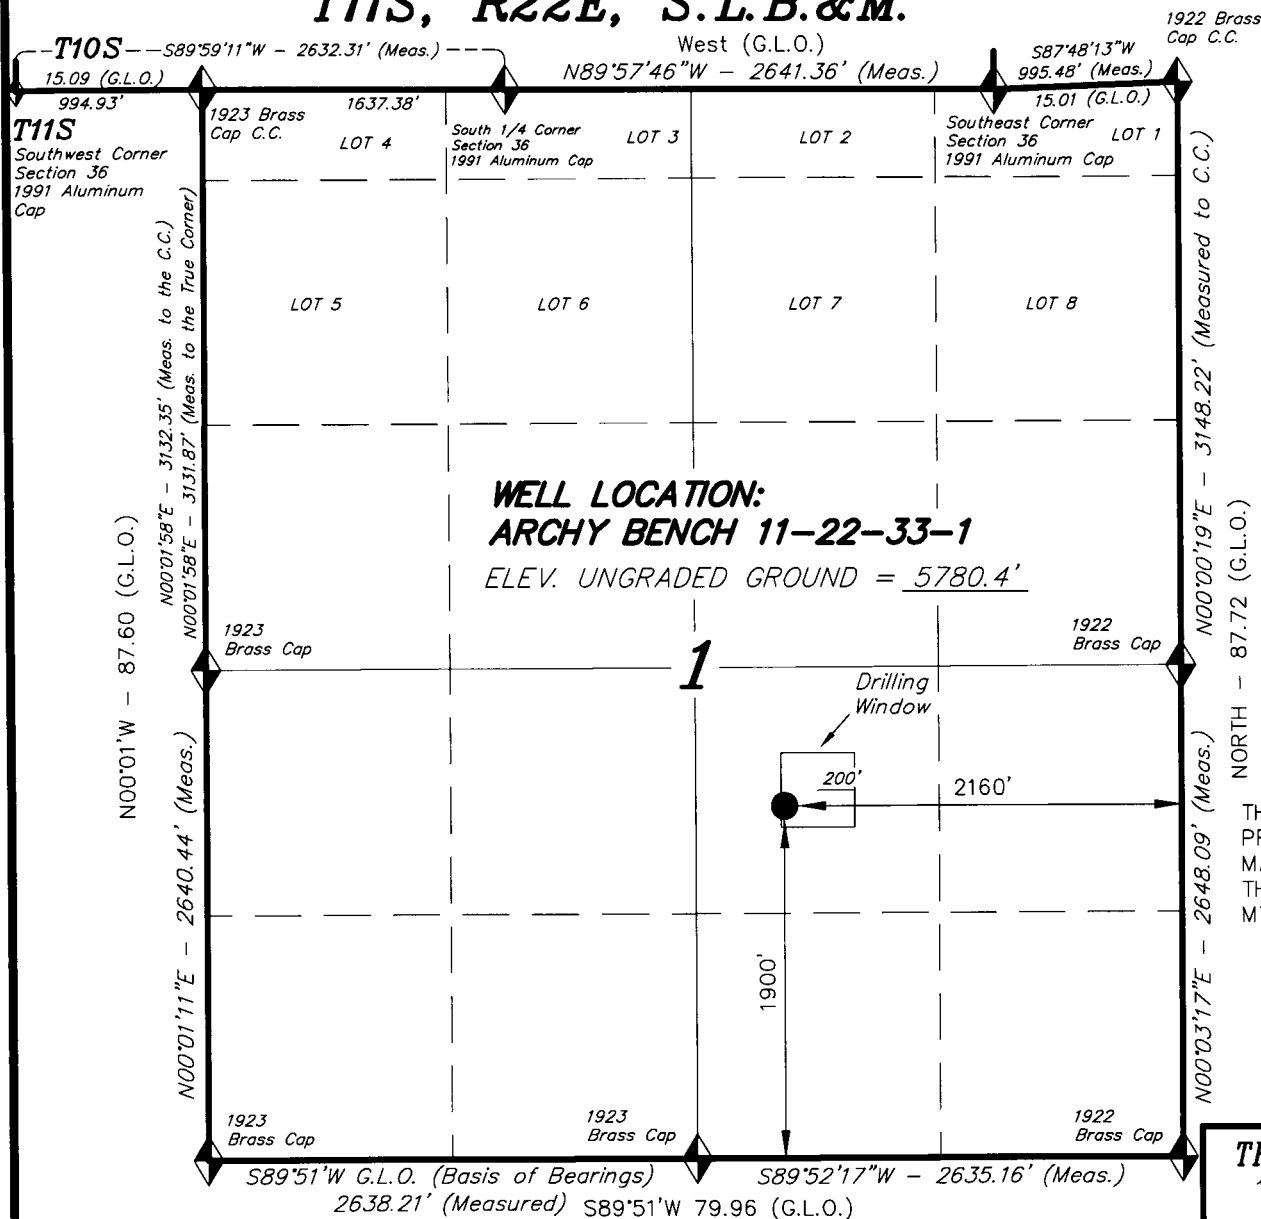 T11S, R22E, S.L.B.&M.
1922 Brass
Cap C.C.
T10S
S89°59'11"W - 2632.31' (Meas.)
West (G.L.O.)
N89°57'46"W - 2641.36' (Meas.)
S87°48'13"W
995.48' (Meas.)
15.09 (G.L.O.)
994.93'
1637.38'
15.01 (G.L.O.)
T11S
Southwest Corner
Section 36
1991 Aluminum
Cap
1923 Brass
Cap C.C.
LOT 4
South 1/4 Corner
Section 36
1991 Aluminum Cap
LOT 3
LOT 2
Southeast Corner
Section 36
1991 Aluminum Cap
LOT 1
LOT 5
LOT 6
LOT 7
LOT 8
N00°01'58"E - 3132.35' (Meas. to the C.C.)
N00°01'58"E - 3131.87' (Meas. to the True Corner)
N00°00'19"E - 3148.22' (Measured to C.C.)
N00°01'W - 87.60 (G.L.O.)
NORTH - 87.72 (G.L.O.)
WELL LOCATION:
ARCHY BENCH 11-22-33-1
ELEV. UNGRADED GROUND = 5780.4'
1923
Brass Cap
1922
Brass Cap
1
Drilling
Window
200'
2160'
1900'
N00°01'11"E - 2640.44' (Meas.)
N00°03'17"E - 2648.09' (Meas.)
1923
Brass Cap
1923
Brass Cap
1922
Brass Cap
S89°51'W G.L.O. (Basis of Bearings)
2638.21' (Measured)
S89°52'17"W - 2635.16' (Meas.)
S89°51'W 79.96 (G.L.O.)